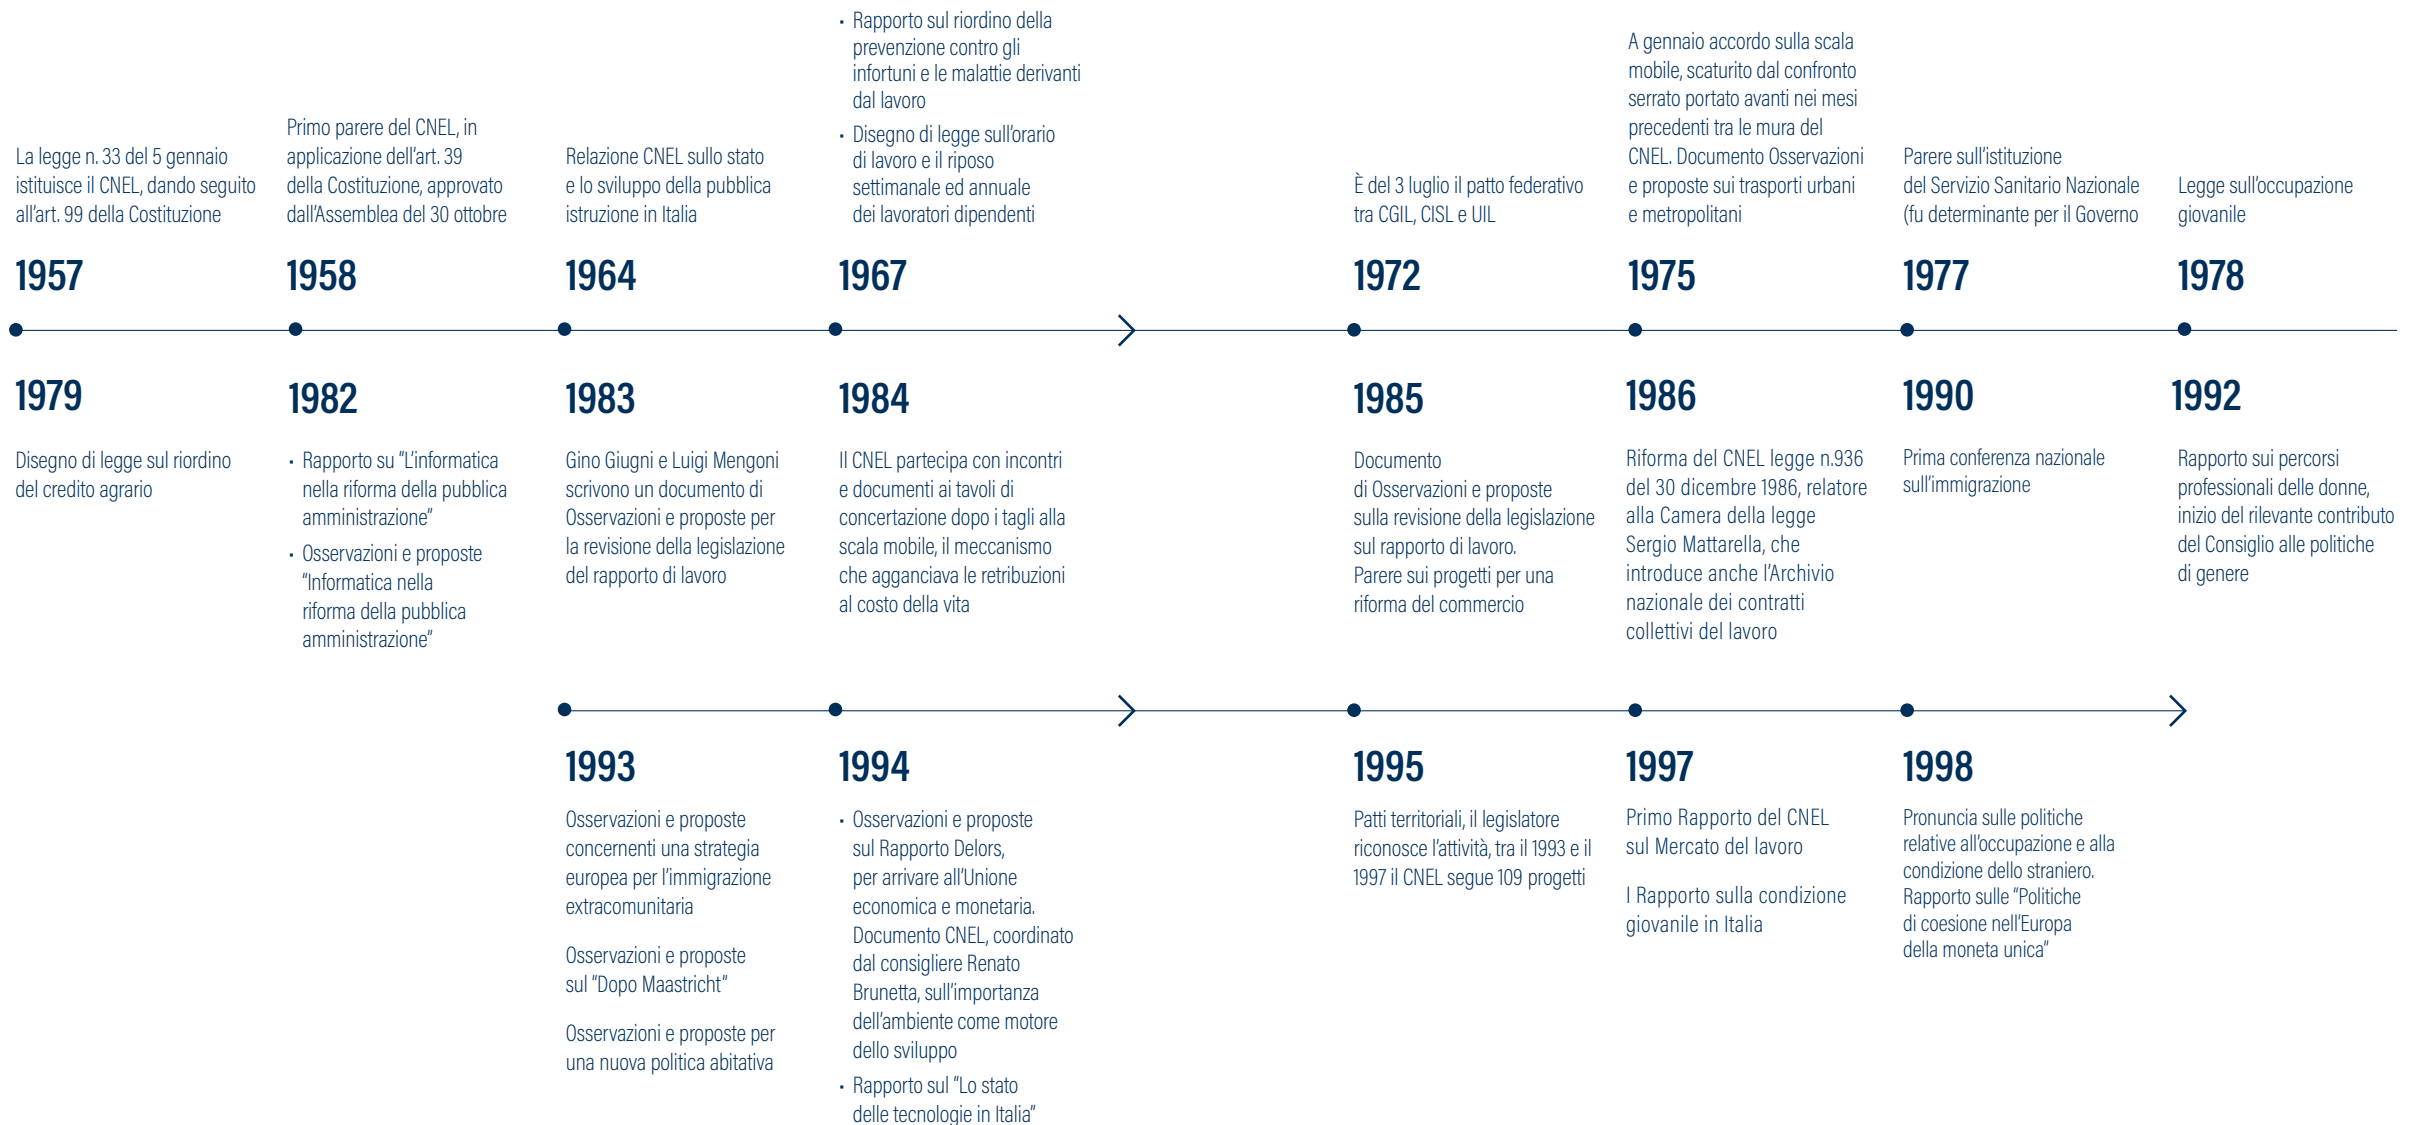 La legge n. 33 del 5 gennaio
istituisce il CNEL, dando seguito
all'art. 99 della Costituzione
1957
Primo parere del CNEL, in
applicazione dell'art. 39
della Costituzione, approvato
dall'Assemblea del 30 ottobre
1958
Relazione CNEL sullo stato
e lo sviluppo della pubblica
istruzione in Italia
1964
• Rapporto sul riordino della
prevenzione contro gli
infortuni e le malattie derivanti
dal lavoro
• Disegno di legge sull'orario
di lavoro e il riposo
settimanale ed annuale
dei lavoratori dipendenti
1967
È del 3 luglio il patto federativo
tra CGIL, CISL e UIL
1972
A gennaio accordo sulla scala
mobile, scaturito dal confronto
serrato portato avanti nei mesi
precedenti tra le mura del
CNEL. Documento Osservazioni
e proposte sui trasporti urbani
e metropolitani
1975
Parere sull'istituzione
del Servizio Sanitario Nazionale
(fu determinante per il Governo
1977
Legge sull'occupazione
giovanile
1978
1979
Disegno di legge sul riordino
del credito agrario
1982
• Rapporto su "L'informatica
nella riforma della pubblica
amministrazione"
• Osservazioni e proposte
"Informatica nella
riforma della pubblica
amministrazione"
1983
Gino Giugni e Luigi Mengoni
scrivono un documento di
Osservazioni e proposte per
la revisione della legislazione
del rapporto di lavoro
1984
Il CNEL partecipa con incontri
e documenti ai tavoli di
concertazione dopo i tagli alla
scala mobile, il meccanismo
che agganciava le retribuzioni
al costo della vita
1985
Documento
di Osservazioni e proposte
sulla revisione della legislazione
sul rapporto di lavoro.
Parere sui progetti per una
riforma del commercio
1986
Riforma del CNEL legge n.936
del 30 dicembre 1986, relatore
alla Camera della legge
Sergio Mattarella, che
introduce anche l'Archivio
nazionale dei contratti
collettivi del lavoro
1990
Prima conferenza nazionale
sull'immigrazione
1992
Rapporto sui percorsi
professionali delle donne,
inizio del rilevante contributo
del Consiglio alle politiche
di genere
1993
Osservazioni e proposte
concernenti una strategia
europea per l'immigrazione
extracomunitaria
Osservazioni e proposte
sul "Dopo Maastricht"
Osservazioni e proposte per
una nuova politica abitativa
1994
• Osservazioni e proposte
sul Rapporto Delors,
per arrivare all'Unione
economica e monetaria.
Documento CNEL, coordinato
dal consigliere Renato
Brunetta, sull'importanza
dell'ambiente come motore
dello sviluppo
• Rapporto sul "Lo stato
delle tecnologie in Italia"
1995
Patti territoriali, il legislatore
riconosce l'attività, tra il 1993 e il
1997 il CNEL segue 109 progetti
1997
Primo Rapporto del CNEL
sul Mercato del lavoro
I Rapporto sulla condizione
giovanile in Italia
1998
Pronuncia sulle politiche
relative all'occupazione e alla
condizione dello straniero.
Rapporto sulle "Politiche
di coesione nell'Europa
della moneta unica"